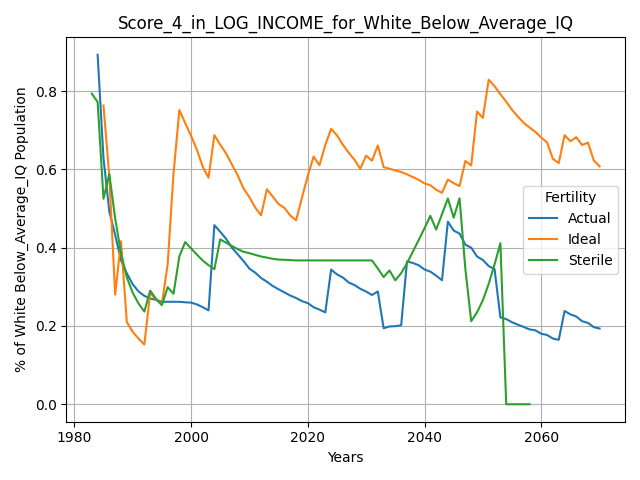 Score_4_in_LOG_INCOME_for_White_Below_Average_IQ
% of White Below_Average_IQ Population
0.8
0.6
0.4
0.2
0.0
Fertility
Actual
Ideal
Sterile
1980
2000
2020
2040
2060
Years